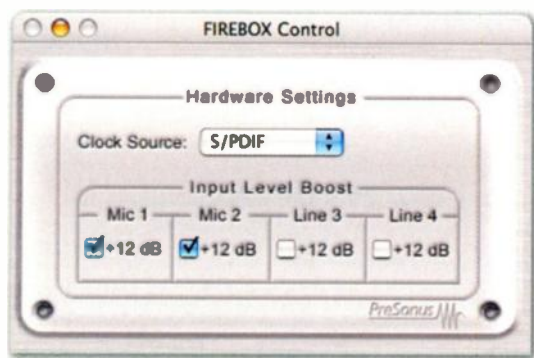 FIREBOX Control
Hardware Settings
Clock Source: S/PDIF
Input Level Boost
Mic 1 Mic 2 Line 3 Line 4
+12 dB +12 dB +12 dB +12 dB
PreSonus